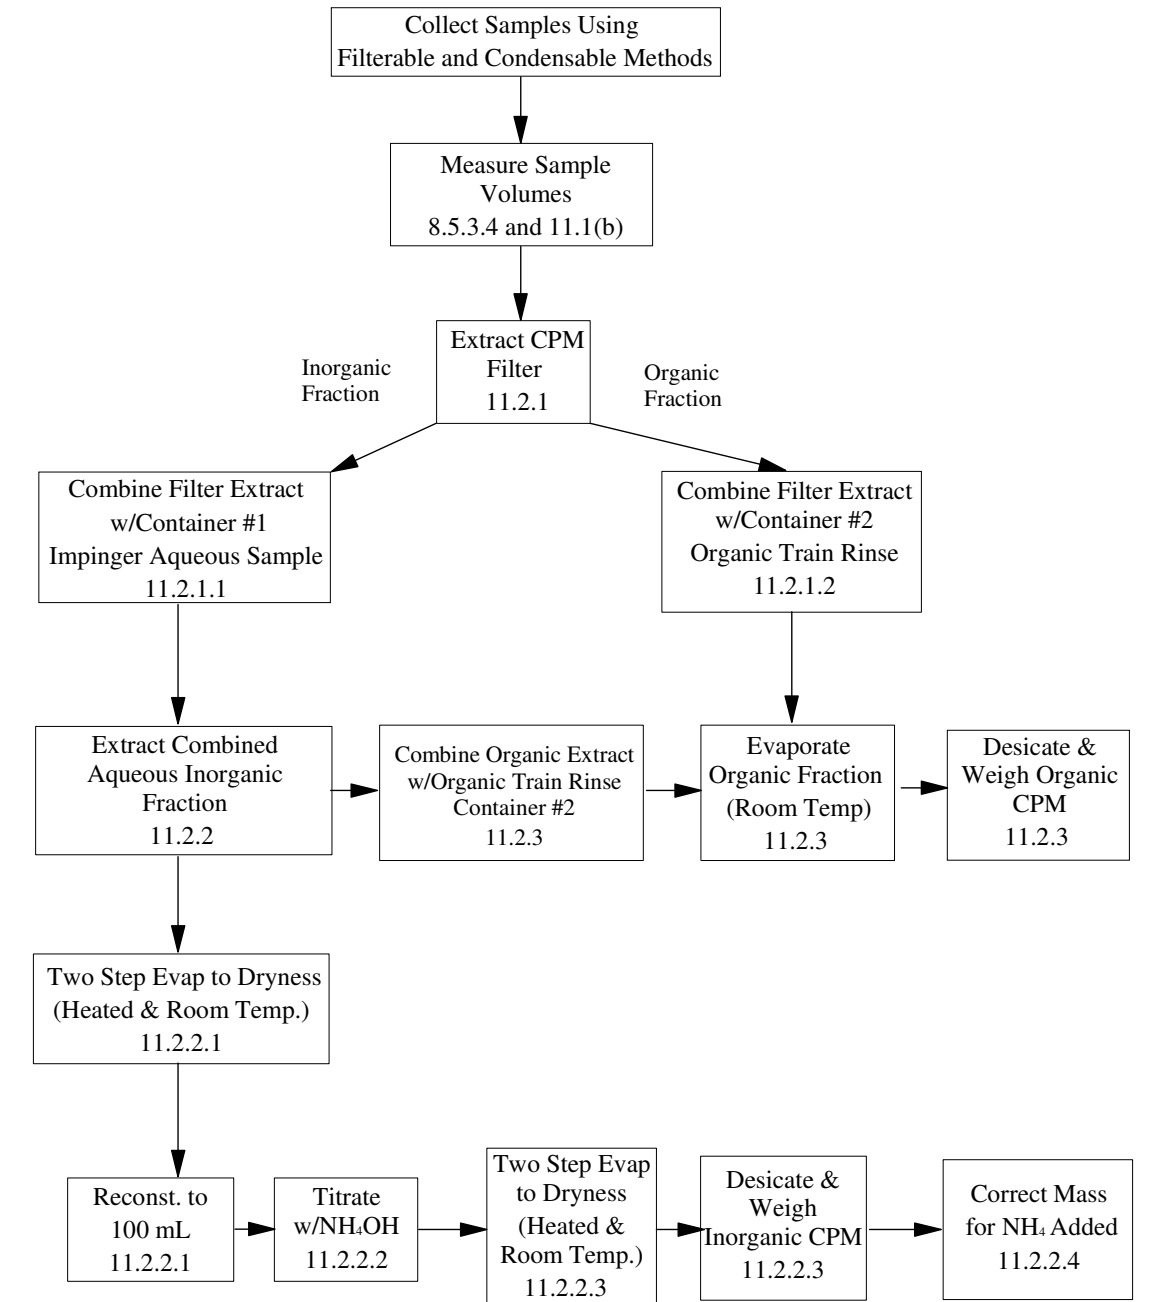 Collect Samples Using
Filterable and Condensable Methods
Measure Sample
Volumes
8.5.3.4 and 11.1(b)
Extract CPM
Filter
11.2.1
Inorganic
Fraction
Organic
Fraction
Combine Filter Extract
w/Container #1
Impinger Aqueous Sample
11.2.1.1
Combine Filter Extract
w/Container #2
Organic Train Rinse
11.2.1.2
Extract Combined
Aqueous Inorganic
Fraction
11.2.2
Combine Organic Extract
w/Organic Train Rinse
Container #2
11.2.3
Evaporate
Organic Fraction
(Room Temp)
11.2.3
Desicate &
Weigh Organic
CPM
11.2.3
Two Step Evap to Dryness
(Heated & Room Temp.)
11.2.2.1
Reconst. to
100 mL
11.2.2.1
Titrate
w/NH₄OH
11.2.2.2
Two Step Evap
to Dryness
(Heated &
Room Temp.)
11.2.2.3
Desicate &
Weigh
Inorganic CPM
11.2.2.3
Correct Mass
for NH₄ Added
11.2.2.4